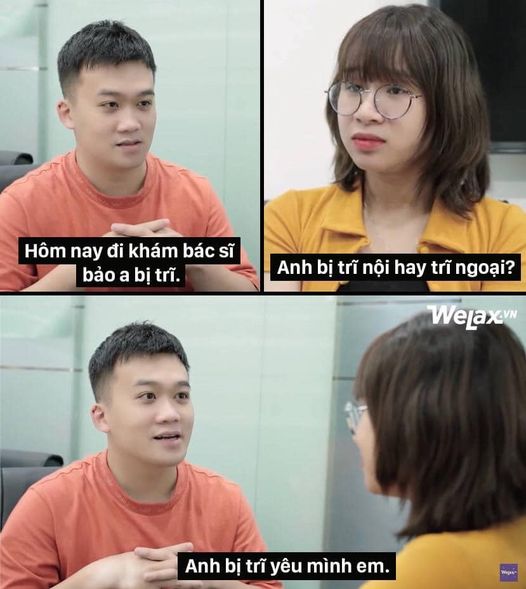 Hôm nay đi khám bác sĩ
bảo a bị trĩ.
Anh bị trĩ nội hay trĩ ngoại?
WeLax.VN
Anh bị trĩ yêu mình em.
Welax